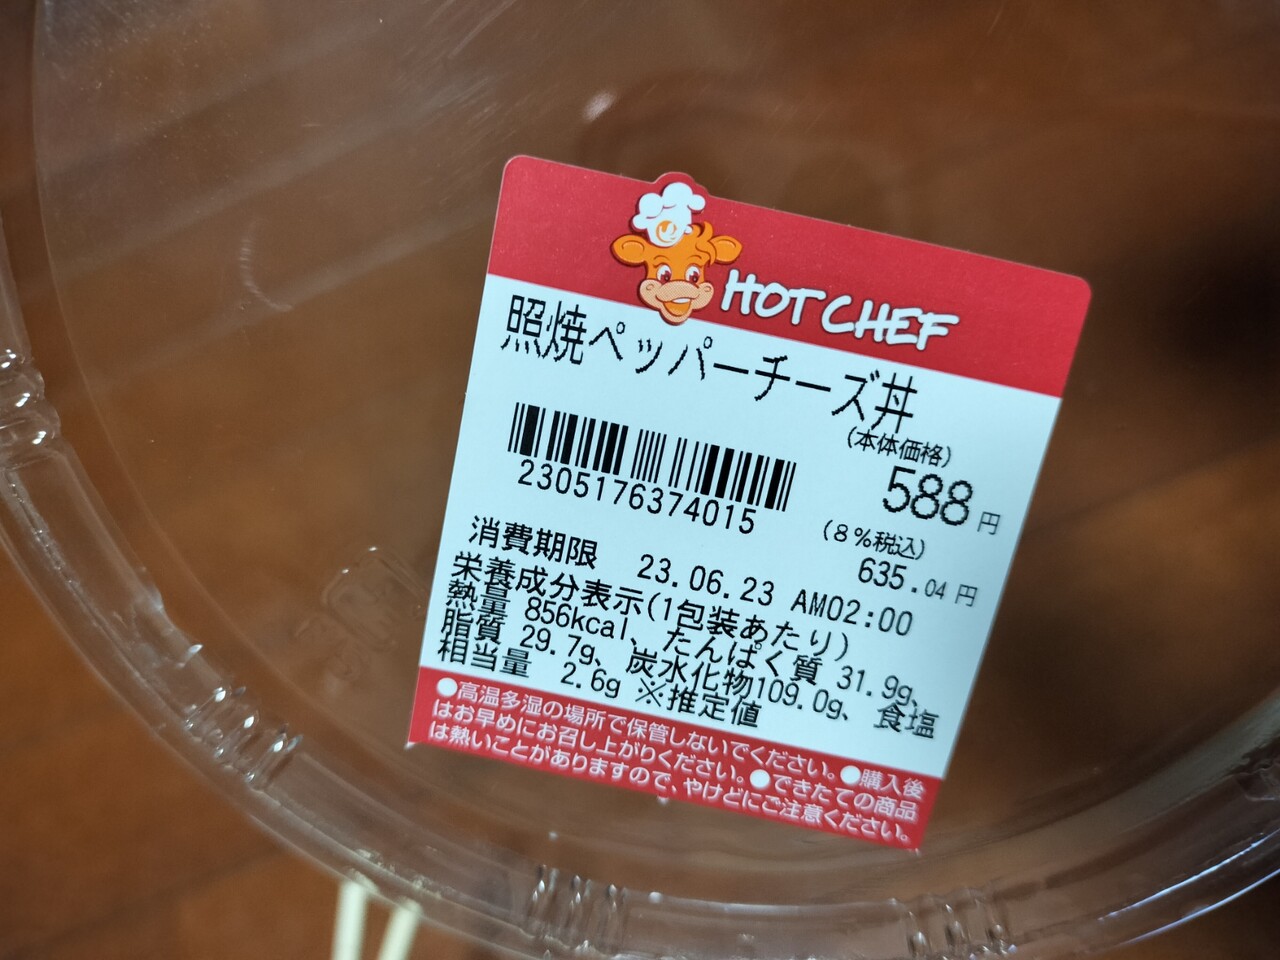 HOT CHEF
照焼ペッパーチーズ丼
(本体価格)
588円
2305176374015
(8%税込)
635.04円
消費期限 23.06.23 AM02:00
栄養成分表示(1包装あたり)
熱量 856kcal、たんぱく質 31.9g、
脂質 29.7g、炭水化物109.0g、食塩
相当量 2.6g ※推定値
●高温多湿の場所で保管しないでください。●購入後
はお早めにお召し上がりください。●できたての商品
は熱いことがありますので、やけどにご注意ください。